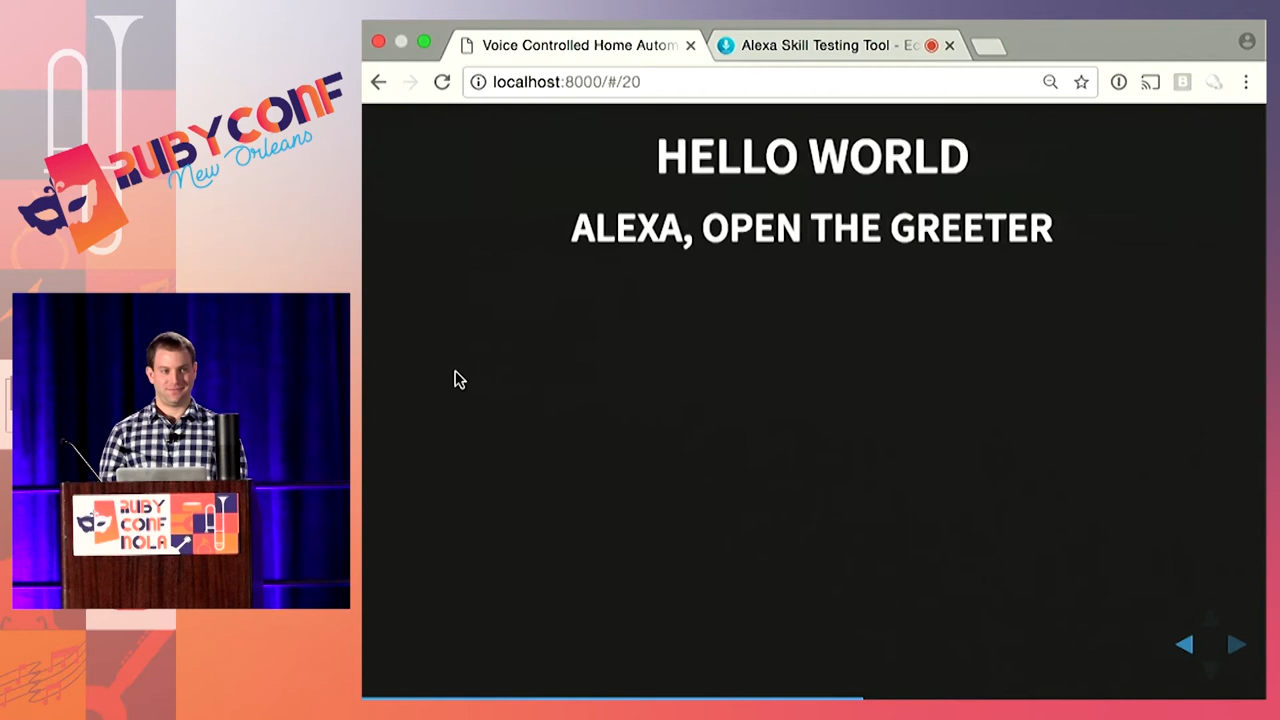 RUBYCONF
New Orleans
RUBY
CONF
NOLA
Voice Controlled Home Autom
Alexa Skill Testing Tool - Ec
localhost:8000/#/20
HELLO WORLD
ALEXA, OPEN THE GREETER